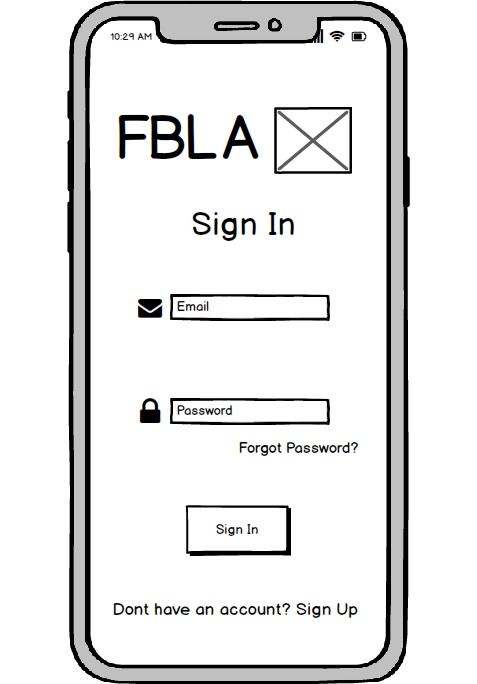 10:29 AM
FBLA
Sign In
Email
Password
Forgot Password?
Sign In
Dont have an account? Sign Up